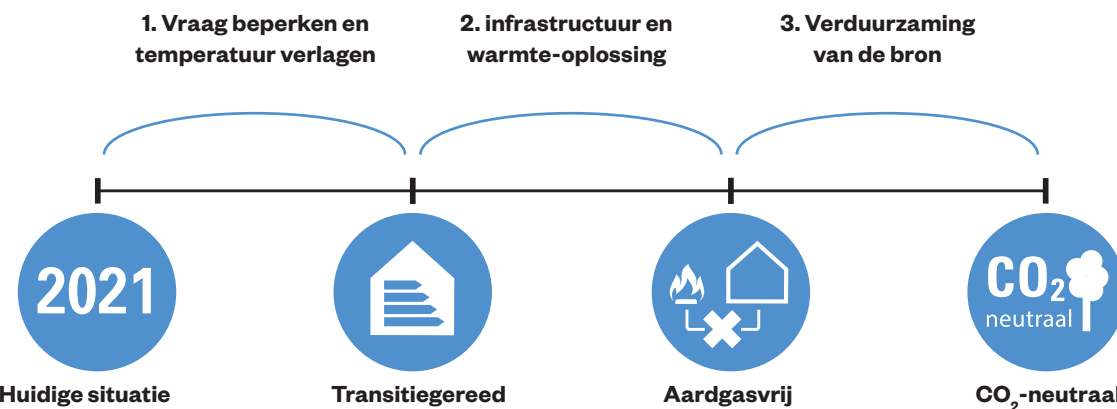 1. Vraag beperken en
temperatuur verlagen
2. infrastructuur en
warmte-oplossing
3. Verduurzaming
van de bron
2021
CO₂
neutraal
Huidige situatie
Transitiegereed
Aardgasvrij
CO₂-neutraal